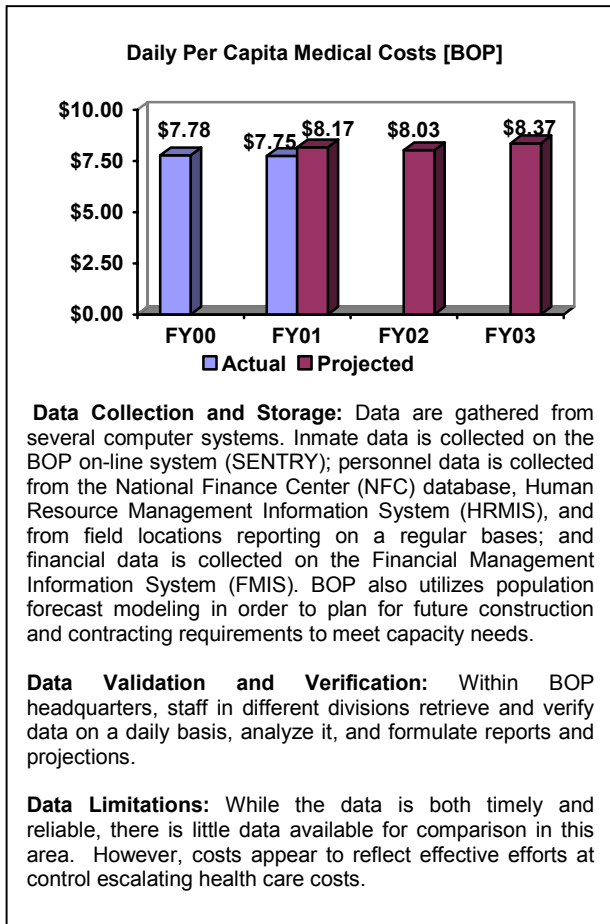 Daily Per Capita Medical Costs [BOP]
$10.00
$7.50
$5.00
$2.50
$0.00
$7.78
$7.75
$8.17
$8.03
$8.37
FY00 FY01 FY02 FY03
Actual Projected
Data Collection and Storage: Data are gathered from
several computer systems. Inmate data is collected on the
BOP on-line system (SENTRY); personnel data is collected
from the National Finance Center (NFC) database, Human
Resource Management Information System (HRMIS), and
from field locations reporting on a regular bases; and
financial data is collected on the Financial Management
Information System (FMIS). BOP also utilizes population
forecast modeling in order to plan for future construction
and contracting requirements to meet capacity needs.
Data Validation and Verification: Within BOP
headquarters, staff in different divisions retrieve and verify
data on a daily basis, analyze it, and formulate reports and
projections.
Data Limitations: While the data is both timely and
reliable, there is little data available for comparison in this
area. However, costs appear to reflect effective efforts at
control escalating health care costs.